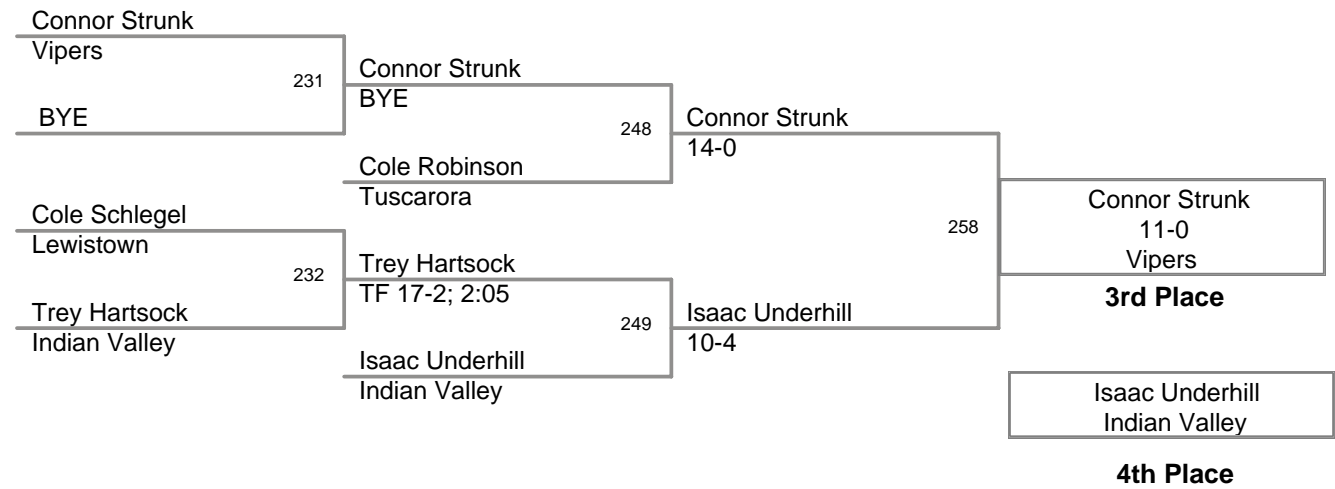 Connor Strunk
Vipers
231
BYE
Connor Strunk
BYE
248
Cole Robinson
Tuscarora
Connor Strunk
14-0
Cole Schlegel
Lewistown
232
Trey Hartsock
Indian Valley
Trey Hartsock
TF 17-2; 2:05
249
Isaac Underhill
Indian Valley
Isaac Underhill
10-4
258
Connor Strunk
11-0
Vipers
3rd Place
Isaac Underhill
Indian Valley
4th Place